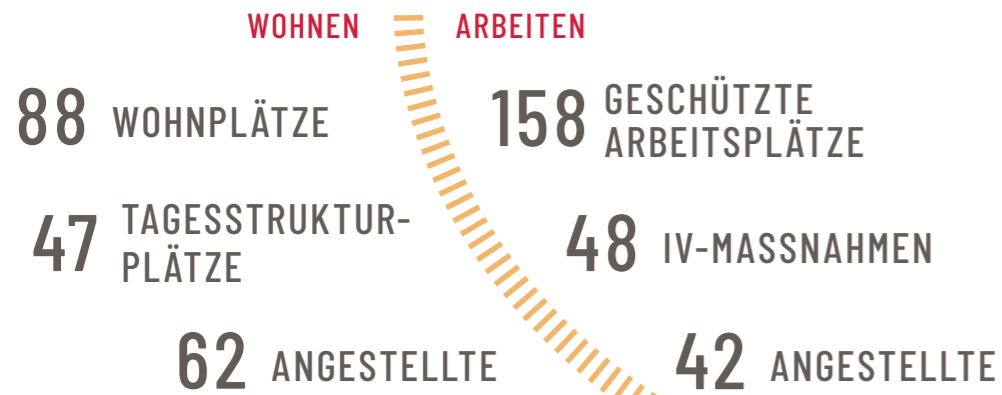 WOHNEN
ARBEITEN
88 WOHNPLÄTZE
158 GESCHÜTZTE
ARBEITSPLÄTZE
47 TAGESSTRUKTUR-
PLÄTZE
48 IV-MASSNAHMEN
62 ANGESTELLTE
42 ANGESTELLTE